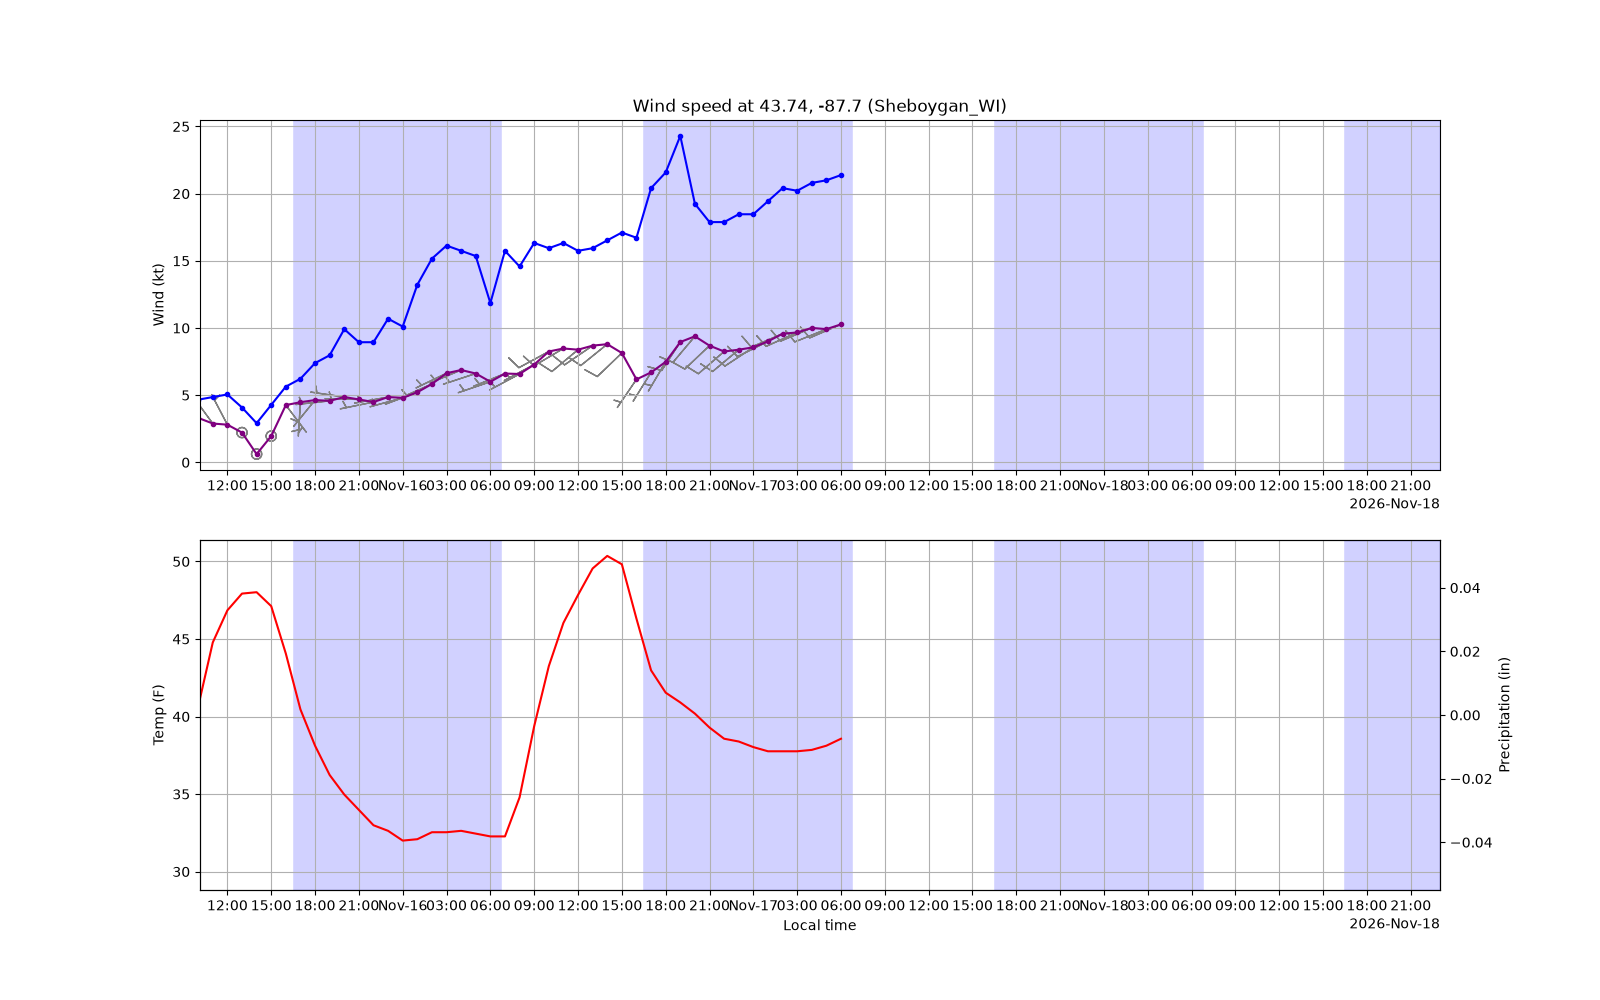 Wind speed at 43.74, -87.7 (Sheboygan_WI)
25
20
15
10
5
0
Wind (kt)
12:00 15:00 18:00 21:00 Nov-16 03:00 06:00 09:00 12:00 15:00 18:00 21:00 Nov-17 03:00 06:00 09:00 12:00 15:00 18:00 21:00 Nov-18 03:00 06:00 09:00 12:00 15:00 18:00 21:00
2026-Nov-18
50
45
40
35
30
Temp (F)
0.04
0.02
0.00
−0.02
−0.04
Precipitation (in)
12:00 15:00 18:00 21:00 Nov-16 03:00 06:00 09:00 12:00 15:00 18:00 21:00 Nov-17 03:00 06:00 09:00 12:00 15:00 18:00 21:00 Nov-18 03:00 06:00 09:00 12:00 15:00 18:00 21:00
Local time
2026-Nov-18